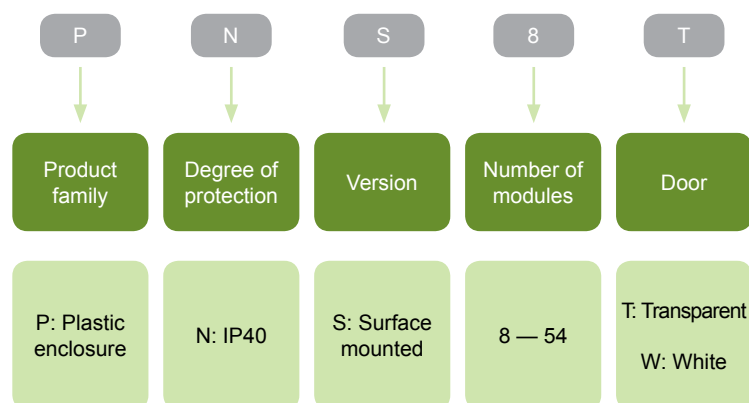 P N S 8 T
Product family
Degree of protection
Version
Number of modules
Door
P: Plastic enclosure
N: IP40
S: Surface mounted
8 — 54
T: Transparent
W: White